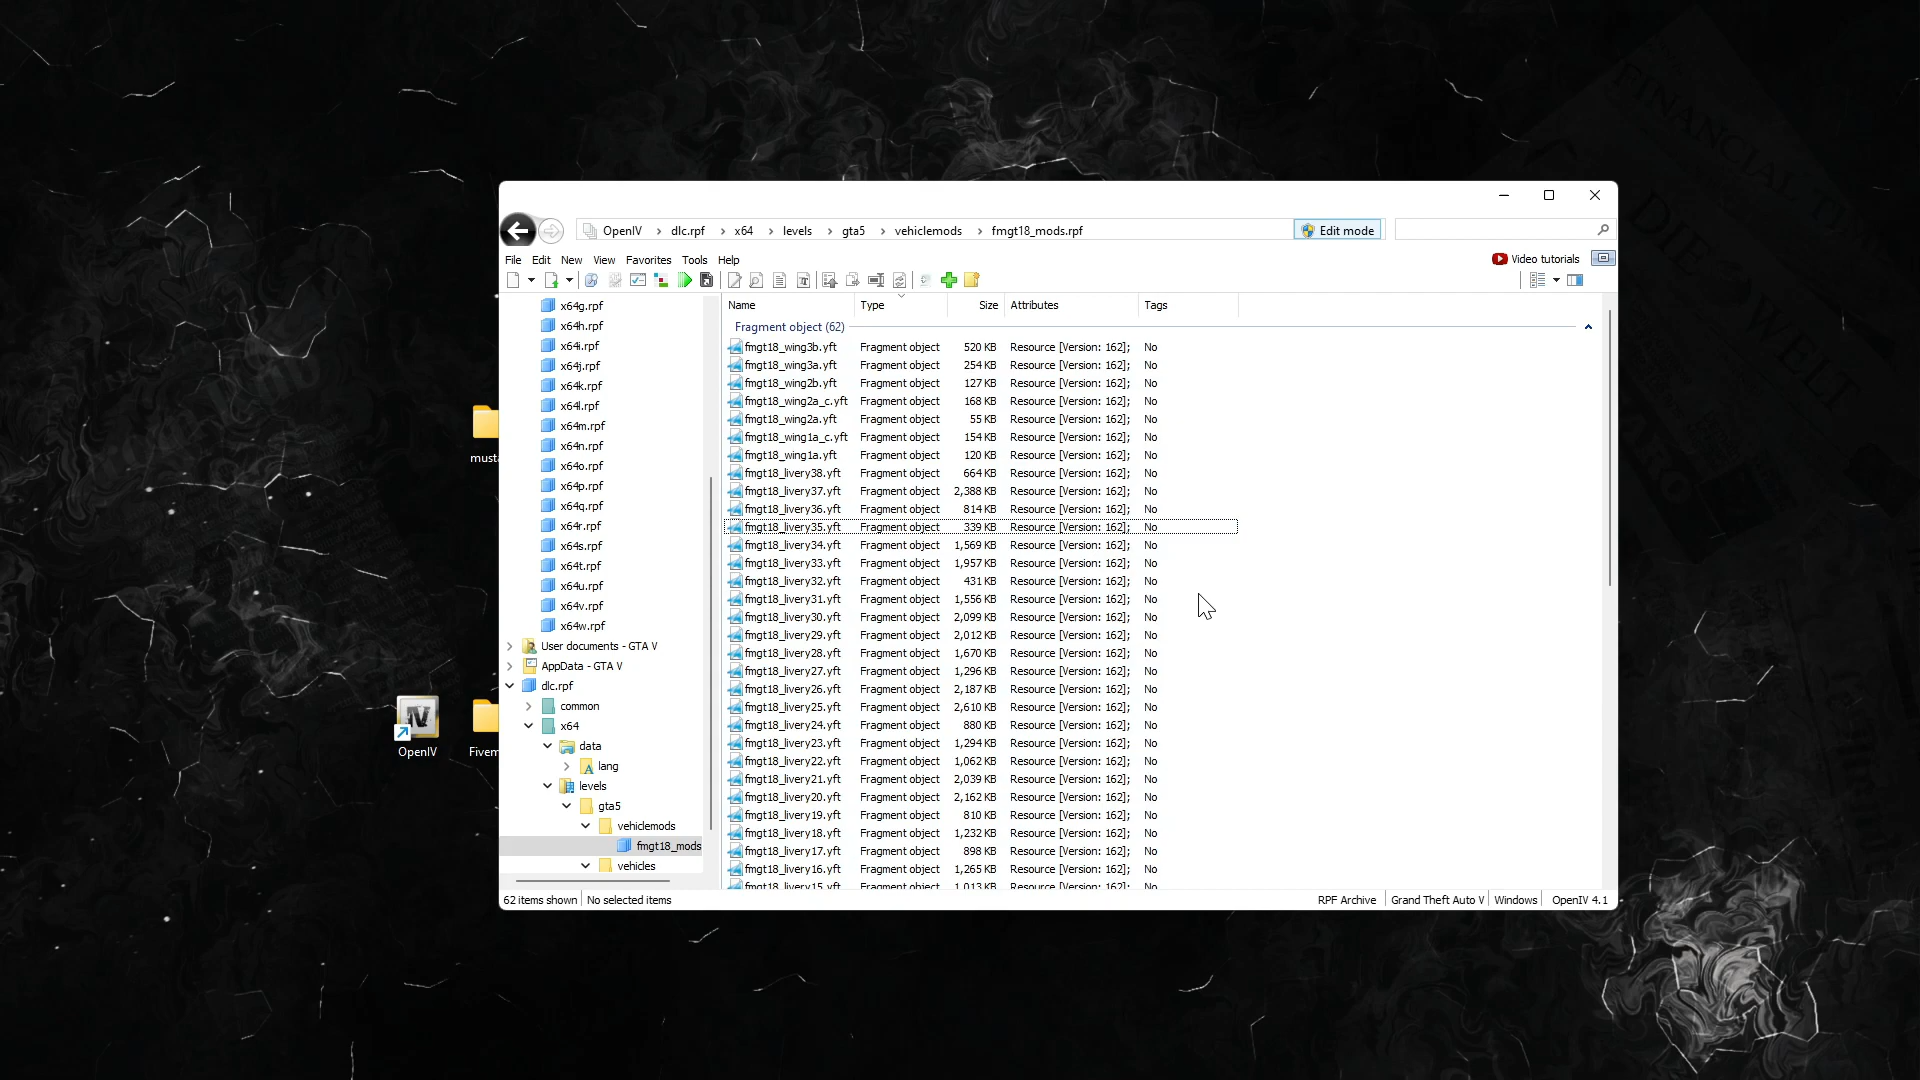 FINANCIAL
DIE WELT
OpenIV
dlc.rpf
x64
levels
gta5
vehiclemods
fmgt18_mods.rpf
Edit mode
File Edit New View Favorites Tools Help
Video tutorials
x64g.rpf
x64h.rpf
x64i.rpf
x64j.rpf
x64k.rpf
x64l.rpf
x64m.rpf
x64n.rpf
x64o.rpf
x64p.rpf
x64q.rpf
x64r.rpf
x64s.rpf
x64t.rpf
x64u.rpf
x64v.rpf
x64w.rpf
User documents - GTA V
AppData - GTA V
dlc.rpf
common
x64
data
lang
levels
gta5
vehiclemods
fmgt18_mods
vehicles
Name Type Size Attributes Tags
Fragment object (62)
fmgt18_wing3b.yft Fragment object 520 KB Resource [Version: 162]; No
fmgt18_wing3a.yft Fragment object 254 KB Resource [Version: 162]; No
fmgt18_wing2b.yft Fragment object 127 KB Resource [Version: 162]; No
fmgt18_wing2a_c.yft Fragment object 168 KB Resource [Version: 162]; No
fmgt18_wing2a.yft Fragment object 55 KB Resource [Version: 162]; No
fmgt18_wing1a_c.yft Fragment object 154 KB Resource [Version: 162]; No
fmgt18_wing1a.yft Fragment object 120 KB Resource [Version: 162]; No
fmgt18_livery38.yft Fragment object 664 KB Resource [Version: 162]; No
fmgt18_livery37.yft Fragment object 2,388 KB Resource [Version: 162]; No
fmgt18_livery36.yft Fragment object 814 KB Resource [Version: 162]; No
fmgt18_livery35.yft Fragment object 339 KB Resource [Version: 162]; No
fmgt18_livery34.yft Fragment object 1,569 KB Resource [Version: 162]; No
fmgt18_livery33.yft Fragment object 1,957 KB Resource [Version: 162]; No
fmgt18_livery32.yft Fragment object 431 KB Resource [Version: 162]; No
fmgt18_livery31.yft Fragment object 1,556 KB Resource [Version: 162]; No
fmgt18_livery30.yft Fragment object 2,099 KB Resource [Version: 162]; No
fmgt18_livery29.yft Fragment object 2,012 KB Resource [Version: 162]; No
fmgt18_livery28.yft Fragment object 1,670 KB Resource [Version: 162]; No
fmgt18_livery27.yft Fragment object 1,296 KB Resource [Version: 162]; No
fmgt18_livery26.yft Fragment object 2,187 KB Resource [Version: 162]; No
fmgt18_livery25.yft Fragment object 2,610 KB Resource [Version: 162]; No
fmgt18_livery24.yft Fragment object 880 KB Resource [Version: 162]; No
fmgt18_livery23.yft Fragment object 1,294 KB Resource [Version: 162]; No
fmgt18_livery22.yft Fragment object 1,062 KB Resource [Version: 162]; No
fmgt18_livery21.yft Fragment object 2,039 KB Resource [Version: 162]; No
fmgt18_livery20.yft Fragment object 2,162 KB Resource [Version: 162]; No
fmgt18_livery19.yft Fragment object 810 KB Resource [Version: 162]; No
fmgt18_livery18.yft Fragment object 1,232 KB Resource [Version: 162]; No
fmgt18_livery17.yft Fragment object 898 KB Resource [Version: 162]; No
fmgt18_livery16.yft Fragment object 1,265 KB Resource [Version: 162]; No
fmgt18_livery15.yft Fragment object 1,013 KB Resource [Version: 162]; No
62 items shown No selected items
RPF Archive Grand Theft Auto V Windows OpenIV 4.1
musta
OpenIV
Fivem